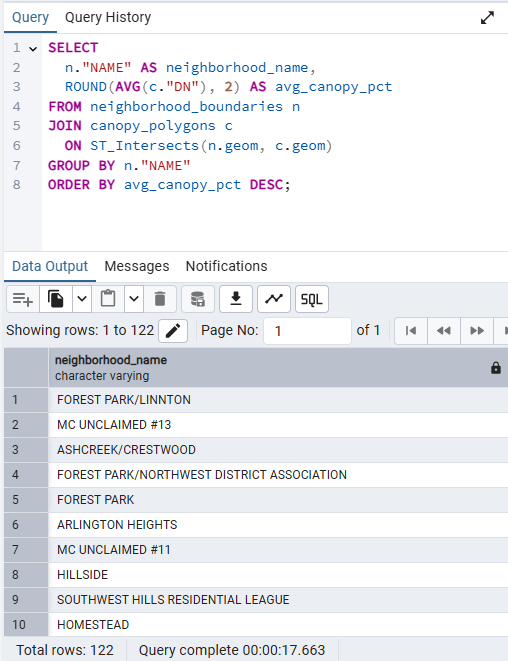 Query Query History
1 SELECT
2 n."NAME" AS neighborhood_name,
3 ROUND(AVG(c."DN"), 2) AS avg_canopy_pct
4 FROM neighborhood_boundaries n
5 JOIN canopy_polygons c
6 ON ST_Intersects(n.geom, c.geom)
7 GROUP BY n."NAME"
8 ORDER BY avg_canopy_pct DESC;
Data Output Messages Notifications
SQL
Showing rows: 1 to 122 Page No: 1 of 1
neighborhood_name
character varying
1 FOREST PARK/LINNTON
2 MC UNCLAIMED #13
3 ASHCREEK/CRESTWOOD
4 FOREST PARK/NORTHWEST DISTRICT ASSOCIATION
5 FOREST PARK
6 ARLINGTON HEIGHTS
7 MC UNCLAIMED #11
8 HILLSIDE
9 SOUTHWEST HILLS RESIDENTIAL LEAGUE
10 HOMESTEAD
Total rows: 122 Query complete 00:00:17.663